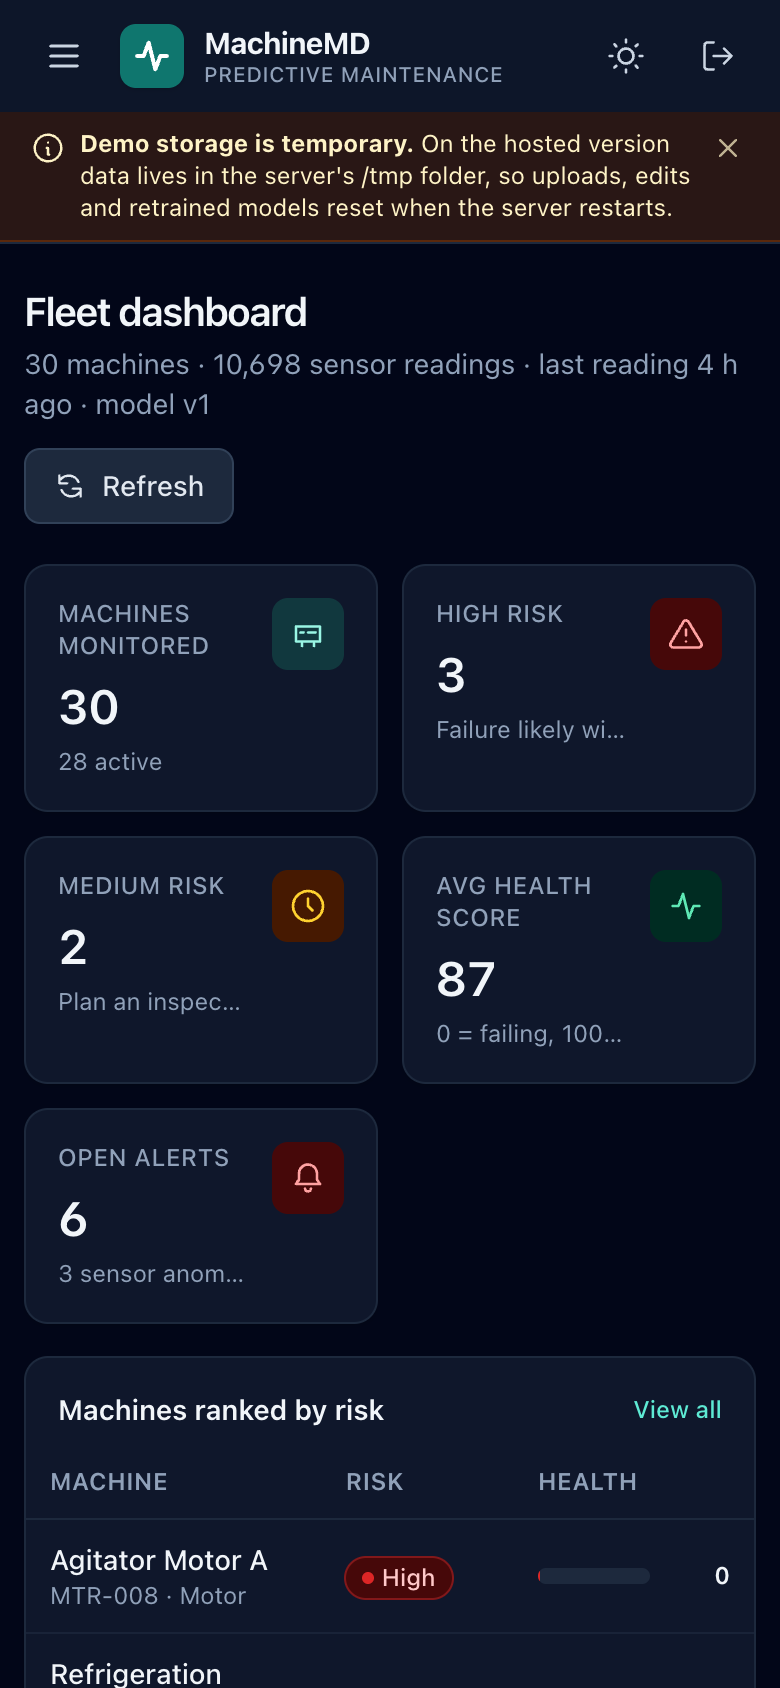 MachineMD
PREDICTIVE MAINTENANCE
Demo storage is temporary. On the hosted version
data lives in the server's /tmp folder, so uploads, edits
and retrained models reset when the server restarts.
Fleet dashboard
30 machines · 10,698 sensor readings · last reading 4 h
ago · model v1
Refresh
MACHINES
MONITORED
30
28 active
HIGH RISK
3
Failure likely wi...
MEDIUM RISK
2
Plan an inspec...
AVG HEALTH
SCORE
87
0 = failing, 100...
OPEN ALERTS
6
3 sensor anom...
Machines ranked by risk
View all
MACHINE RISK HEALTH
Agitator Motor A
MTR-008 · Motor
High
0
Refrigeration